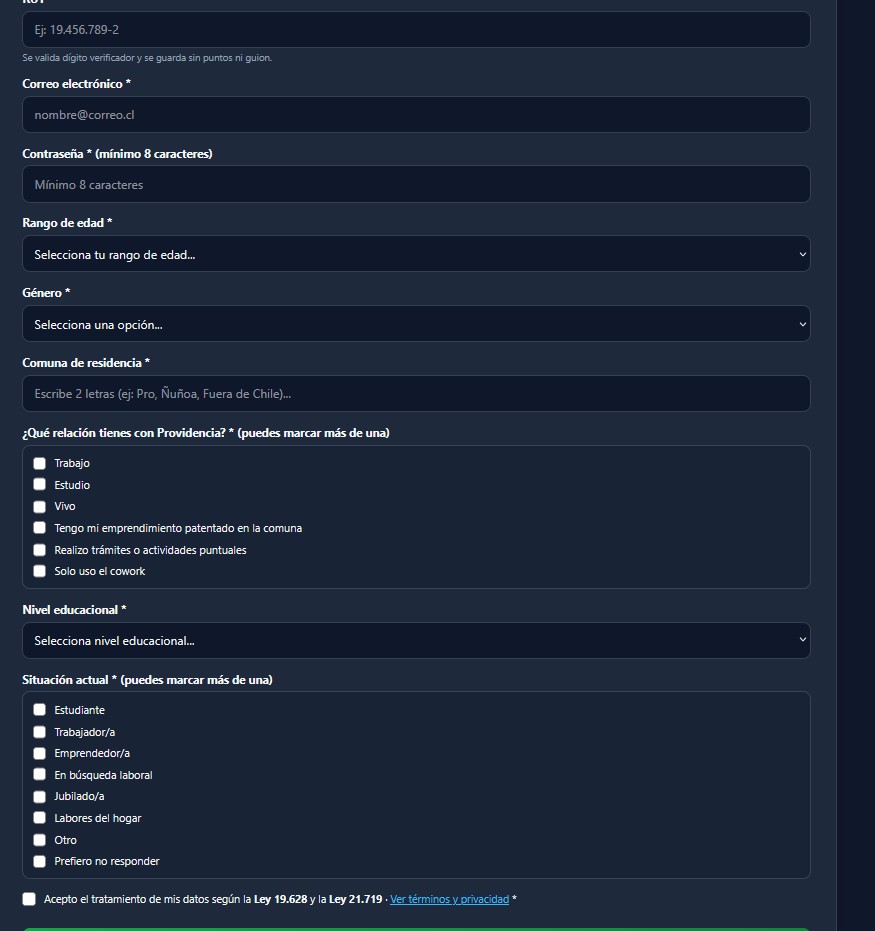 RUT
Ej: 19.456.789-2
Se valida dígito verificador y se guarda sin puntos ni guion.
Correo electrónico *
nombre@correo.cl
Contraseña * (mínimo 8 caracteres)
Mínimo 8 caracteres
Rango de edad *
Selecciona tu rango de edad...
Género *
Selecciona una opción...
Comuna de residencia *
Escribe 2 letras (ej: Pro, Ñuñoa, Fuera de Chile)...
¿Qué relación tienes con Providencia? * (puedes marcar más de una)
Trabajo
Estudio
Vivo
Tengo mi emprendimiento patentado en la comuna
Realizo trámites o actividades puntuales
Solo uso el cowork
Nivel educacional *
Selecciona nivel educacional...
Situación actual * (puedes marcar más de una)
Estudiante
Trabajador/a
Emprendedor/a
En búsqueda laboral
Jubilado/a
Labores del hogar
Otro
Prefiero no responder
Acepto el tratamiento de mis datos según la Ley 19.628 y la Ley 21.719 · Ver términos y privacidad *